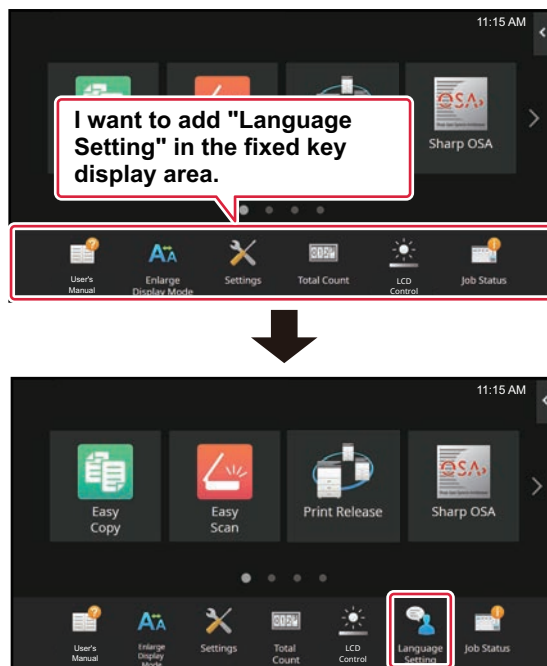 11:15 AM
I want to add "Language
Setting" in the fixed key
display area.
Sharp OSA
User's
Manual
Enlarge
Display Mode
Settings
Total Count
LCD
Control
Job Status
11:15 AM
Easy
Copy
Easy
Scan
Print Release
Sharp OSA
User's
Manual
Enlarge
Display
Mode
Settings
Total
Count
LCD
Control
Language
Setting
Job Status